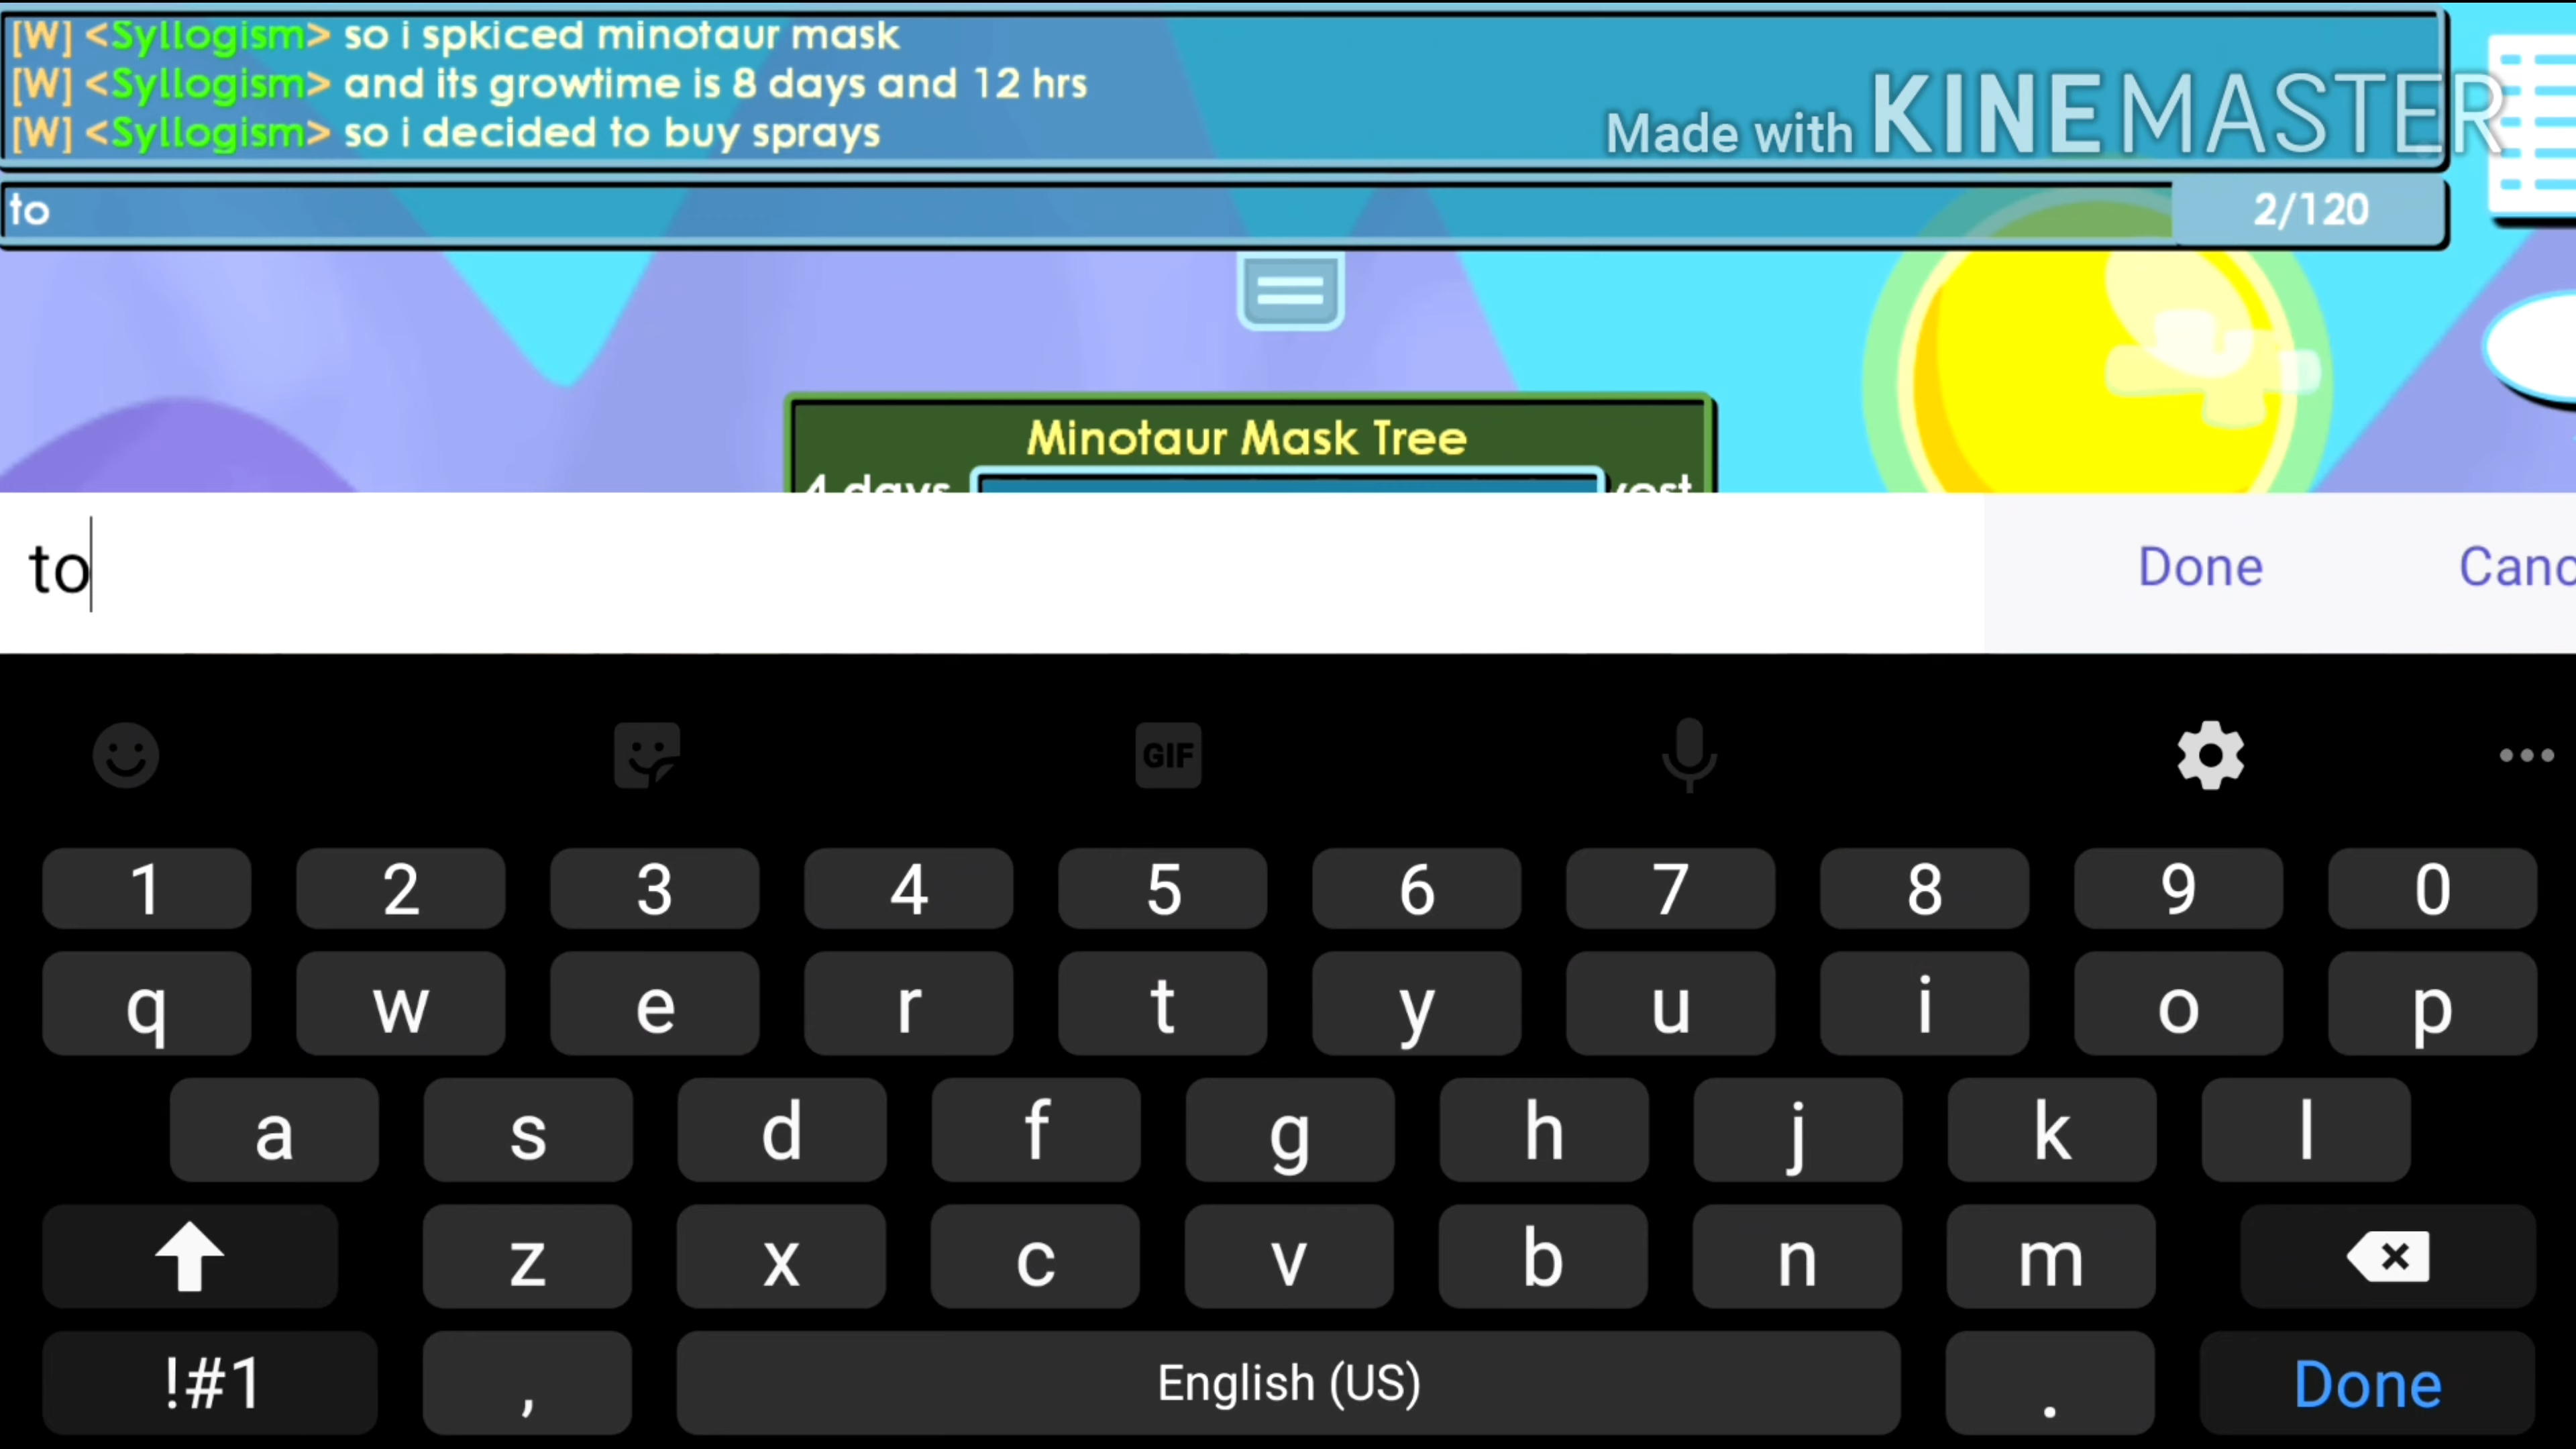 [W] <Syllogism> so i spkiced minotaur mask
[W] <Syllogism> and its growtime is 8 days and 12 hrs
[W] <Syllogism> so i decided to buy sprays
Made with KINEMASTER
to
2/120
Minotaur Mask Tree
4 days
to
Done
GIF
1 2 3 4 5 6 7 8 9 0
q w e r t y u i o p
a s d f g h j k l
z x c v b n m
!#1 , English (US) . Done